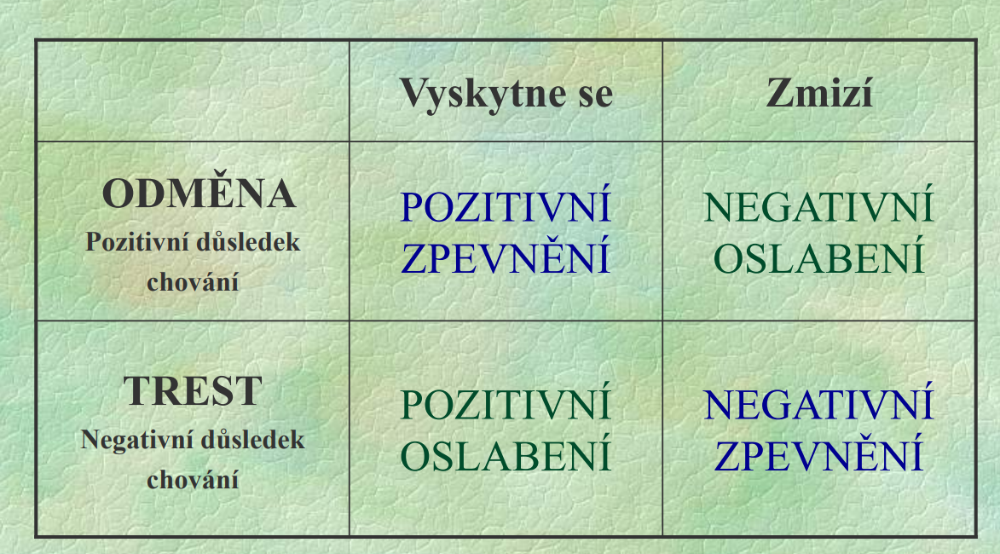 Vyskytne se
Zmizí
ODMĚNA
Pozitivní důsledek
chování
POZITIVNÍ
ZPEVNĚNÍ
NEGATIVNÍ
OSLABENÍ
TREST
Negativní důsledek
chování
POZITIVNÍ
OSLABENÍ
NEGATIVNÍ
ZPEVNĚNÍ